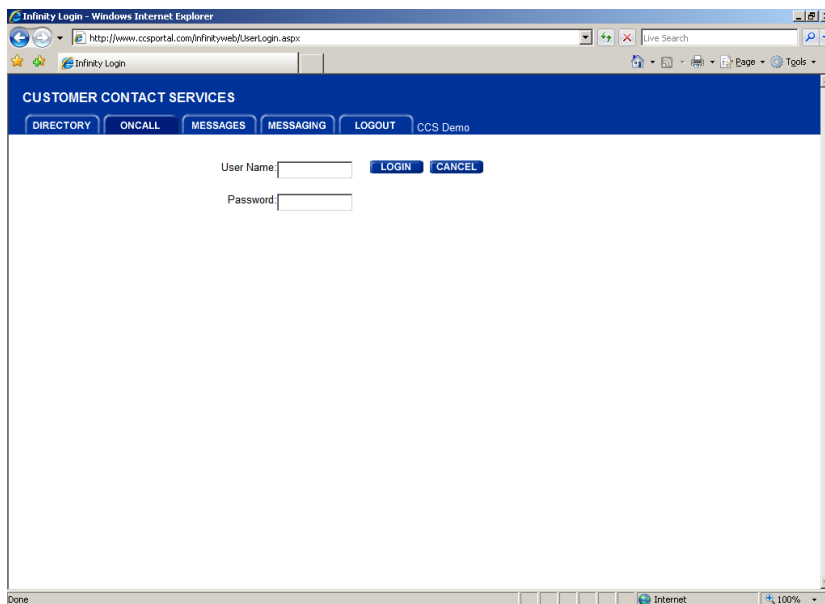 Infinity Login - Windows Internet Explorer
http://www.ccsportal.com/infinityweb/UserLogin.aspx
Live Search
Infinity Login
Page
Tools
CUSTOMER CONTACT SERVICES
DIRECTORY ONCALL MESSAGES MESSAGING LOGOUT CCS Demo
User Name: LOGIN CANCEL
Password:
Done Internet 100%